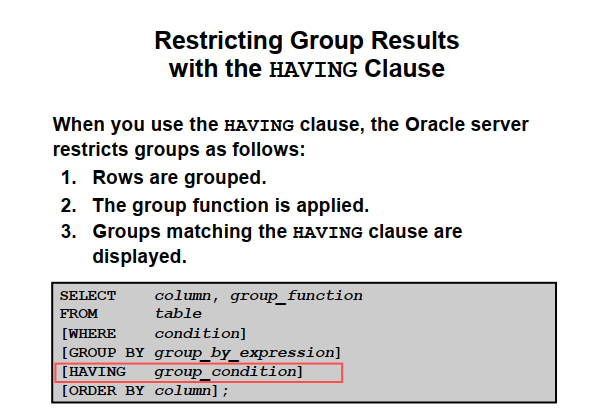 Restricting Group Results
with the HAVING Clause
When you use the HAVING clause, the Oracle server
restricts groups as follows:
1. Rows are grouped.
2. The group function is applied.
3. Groups matching the HAVING clause are
displayed.
SELECT column, group_function
FROM table
[WHERE condition]
[GROUP BY group_by_expression]
[HAVING group_condition]
[ORDER BY column];